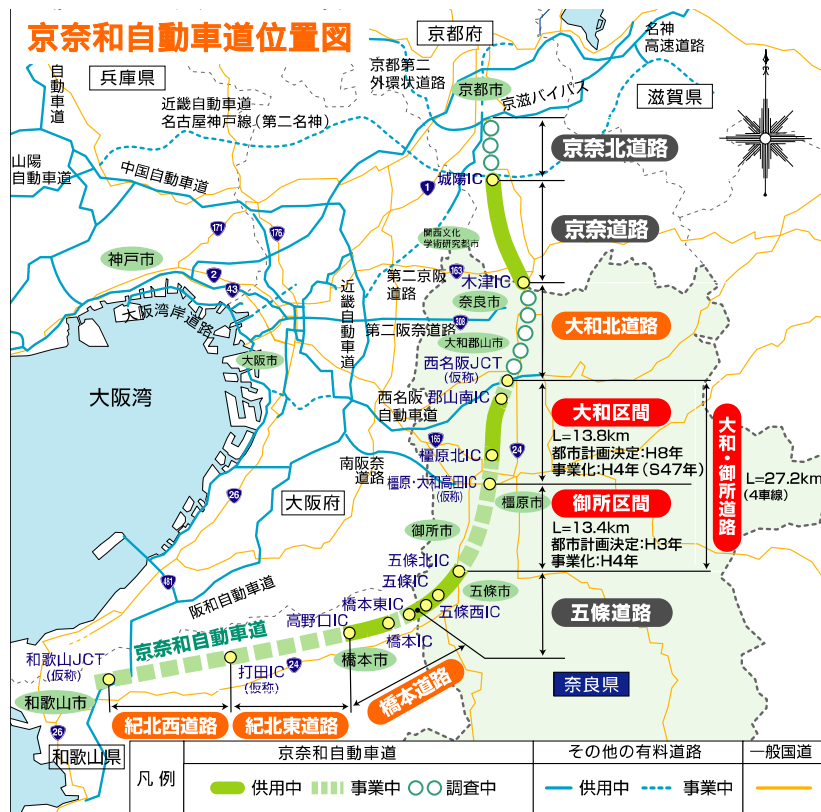 京奈和自動車道位置図
京都府
名神
高速道路
兵庫県
自動車道
京都第二
外環状道路
京都市
京滋バイパス
滋賀県
近畿自動車道
名古屋神戸線(第二名神)
山陽
自動車道
中国自動車道
京奈北道路
城陽IC
1
171
176
関西文化
学術研究都市
京奈道路
神戸市
2
43
第二京阪
道路
163
木津IC
奈良市
大阪湾岸道路
近畿自動車道
第二阪奈道路
308
大和北道路
大和郡山市
大阪市
西名阪JCT
(仮称)
大阪湾
西名阪
自動車道
郡山南IC
大和区間
L=13.8km
都市計画決定:H8年
事業化:H4年(S47年)
大和・御所道路
L=27.2km
(4車線)
165
24
橿原北IC
南阪奈
道路
橿原・大和高田IC
(仮称)
26
大阪府
橿原市
御所区間
L=13.4km
都市計画決定:H3年
事業化:H4年
御所市
五條北IC
481
五條IC
五條市
阪和自動車道
橋本東IC
五條西IC
五條道路
高野口IC
京奈和自動車道
橋本IC
和歌山JCT
(仮称)
打田IC
(仮称)
24
橋本市
奈良県
和歌山市
橋本道路
紀北西道路
紀北東道路
26
和歌山県
凡例
京奈和自動車道
その他の有料道路
一般国道
供用中
事業中
調査中
供用中
事業中
供用中